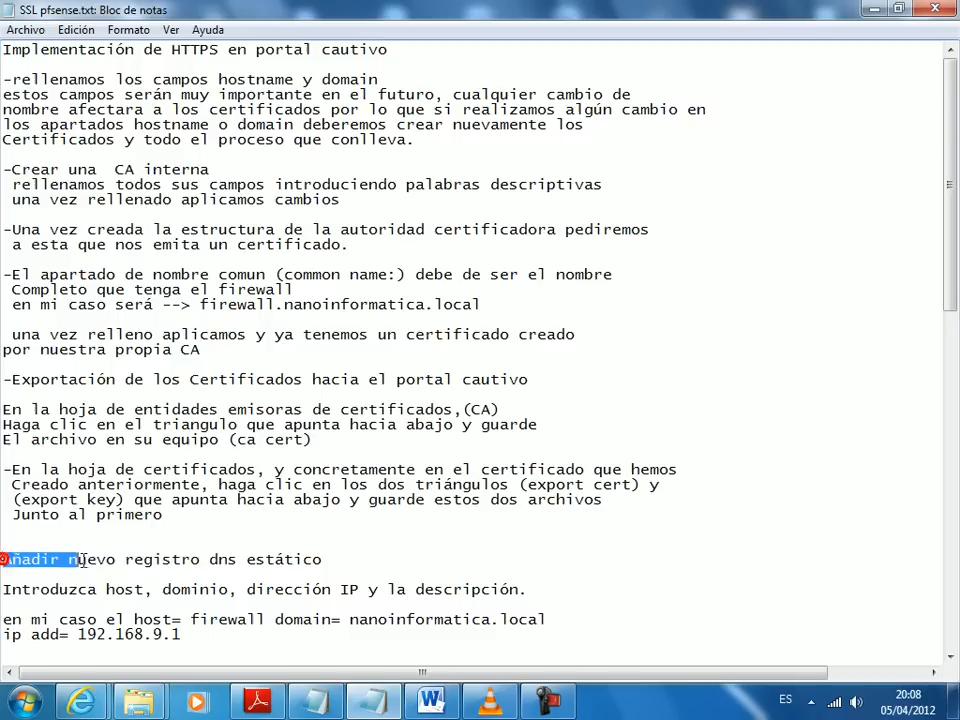 SSL pfsense.txt: Bloc de notas
Archivo Edición Formato Ver Ayuda
Implementación de HTTPS en portal cautivo
-rellenamos los campos hostname y domain
estos campos serán muy importante en el futuro, cualquier cambio de
nombre afectara a los certificados por lo que si realizamos algún cambio en
los apartados hostname o domain deberemos crear nuevamente los
Certificados y todo el proceso que conlleva.
-Crear una CA interna
rellenamos todos sus campos introduciendo palabras descriptivas
una vez rellenado aplicamos cambios
-Una vez creada la estructura de la autoridad certificadora pediremos
a esta que nos emita un certificado.
-El apartado de nombre comun (common name:) debe de ser el nombre
Completo que tenga el firewall
en mi caso será --> firewall.nanoinformatica.local
una vez relleno aplicamos y ya tenemos un certificado creado
por nuestra propia CA
-Exportación de los Certificados hacia el portal cautivo
En la hoja de entidades emisoras de certificados,(CA)
Haga clic en el triangulo que apunta hacia abajo y guarde
El archivo en su equipo (ca cert)
-En la hoja de certificados, y concretamente en el certificado que hemos
Creado anteriormente, haga clic en los dos triángulos (export cert) y
(export key) que apunta hacia abajo y guarde estos dos archivos
Junto al primero
Añadir nuevo registro dns estático
Introduzca host, dominio, dirección IP y la descripción.
en mi caso el host= firewall domain= nanoinformatica.local
ip add= 192.168.9.1
ES
20:08
05/04/2012